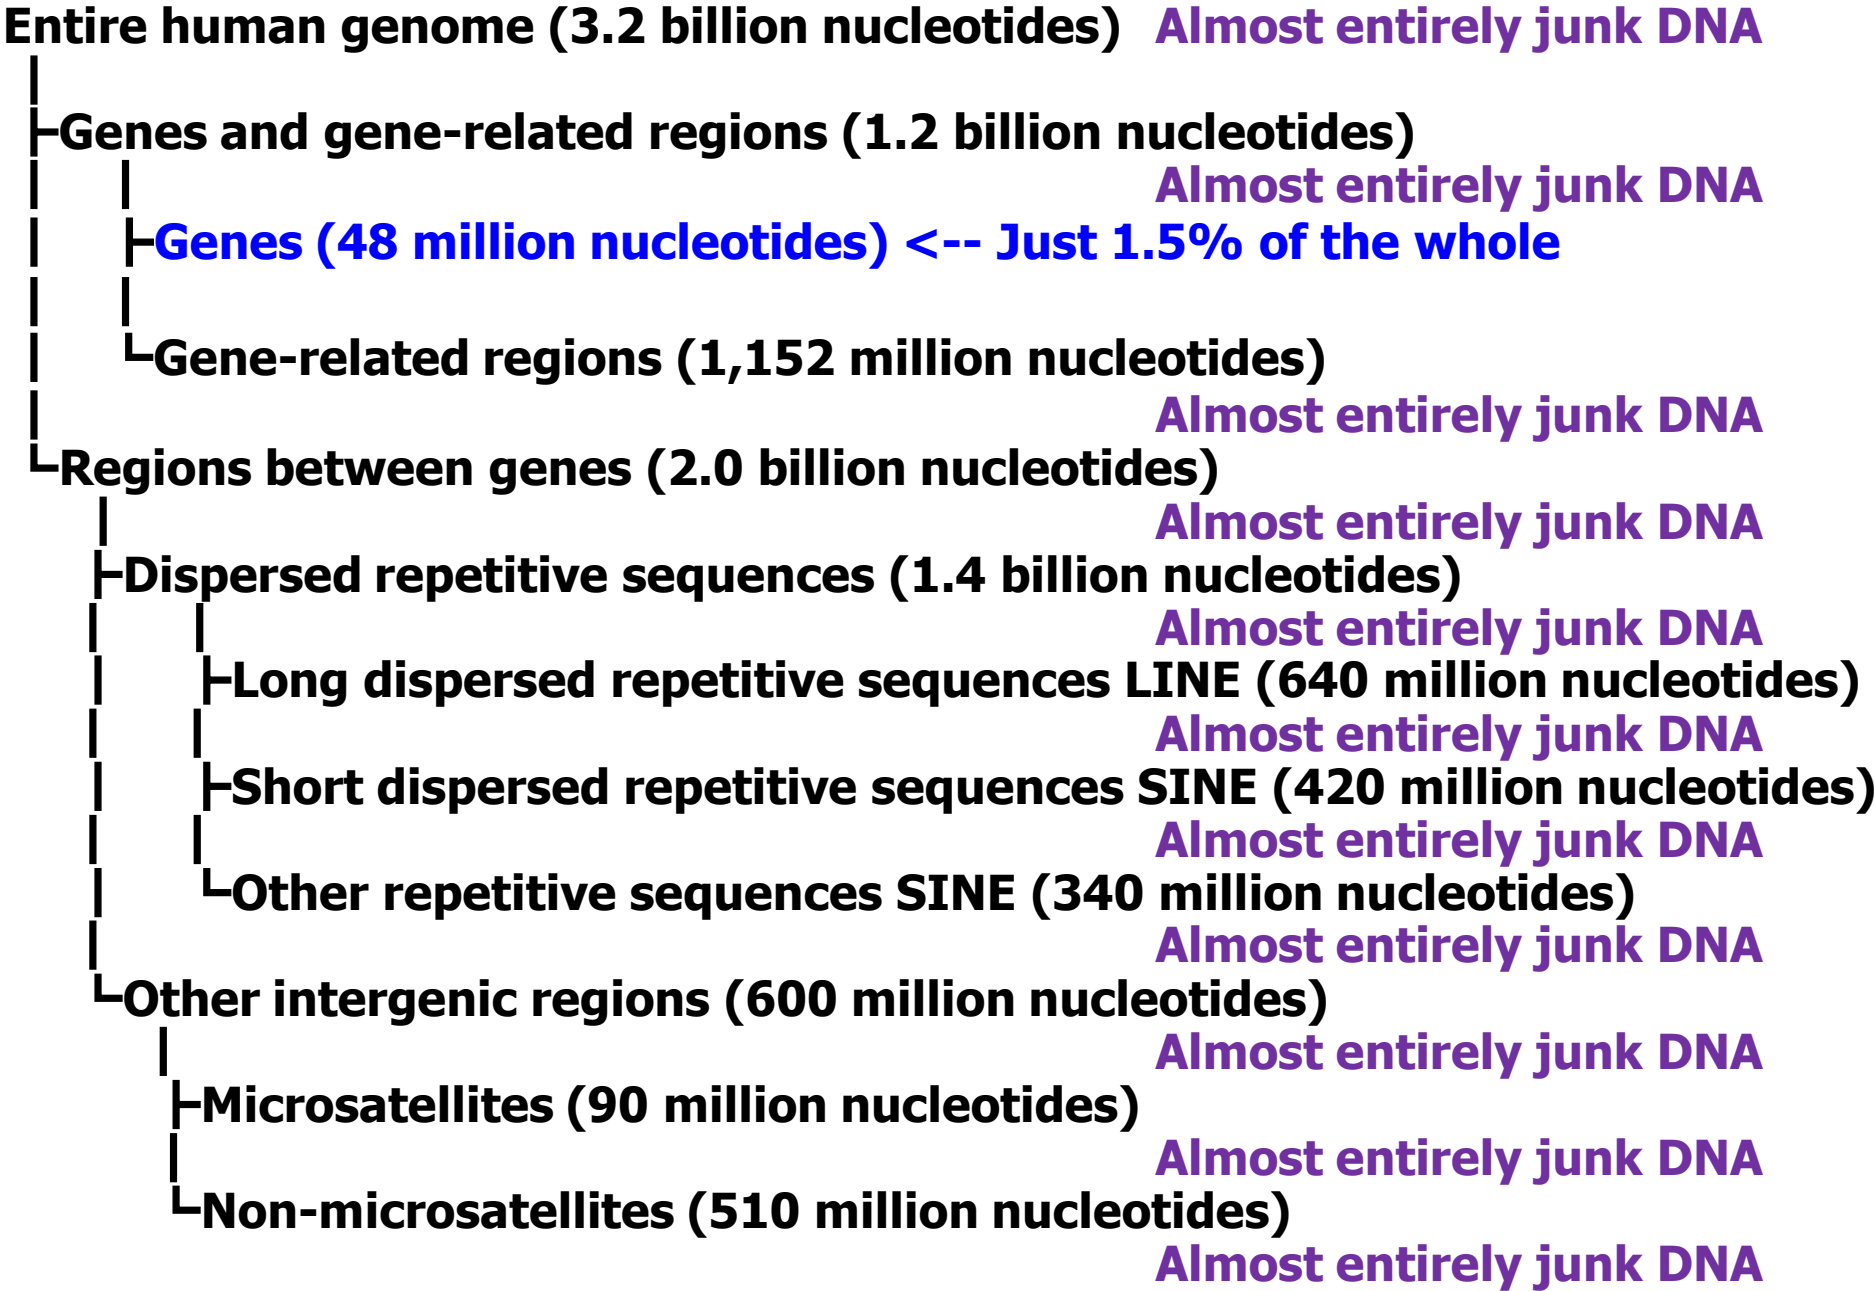 Entire human genome (3.2 billion nucleotides) Almost entirely junk DNA
Genes and gene-related regions (1.2 billion nucleotides)
Almost entirely junk DNA
Genes (48 million nucleotides) <-- Just 1.5% of the whole
Gene-related regions (1,152 million nucleotides)
Almost entirely junk DNA
Regions between genes (2.0 billion nucleotides)
Almost entirely junk DNA
Dispersed repetitive sequences (1.4 billion nucleotides)
Almost entirely junk DNA
Long dispersed repetitive sequences LINE (640 million nucleotides)
Almost entirely junk DNA
Short dispersed repetitive sequences SINE (420 million nucleotides)
Almost entirely junk DNA
Other repetitive sequences SINE (340 million nucleotides)
Almost entirely junk DNA
Other intergenic regions (600 million nucleotides)
Almost entirely junk DNA
Microsatellites (90 million nucleotides)
Almost entirely junk DNA
Non-microsatellites (510 million nucleotides)
Almost entirely junk DNA